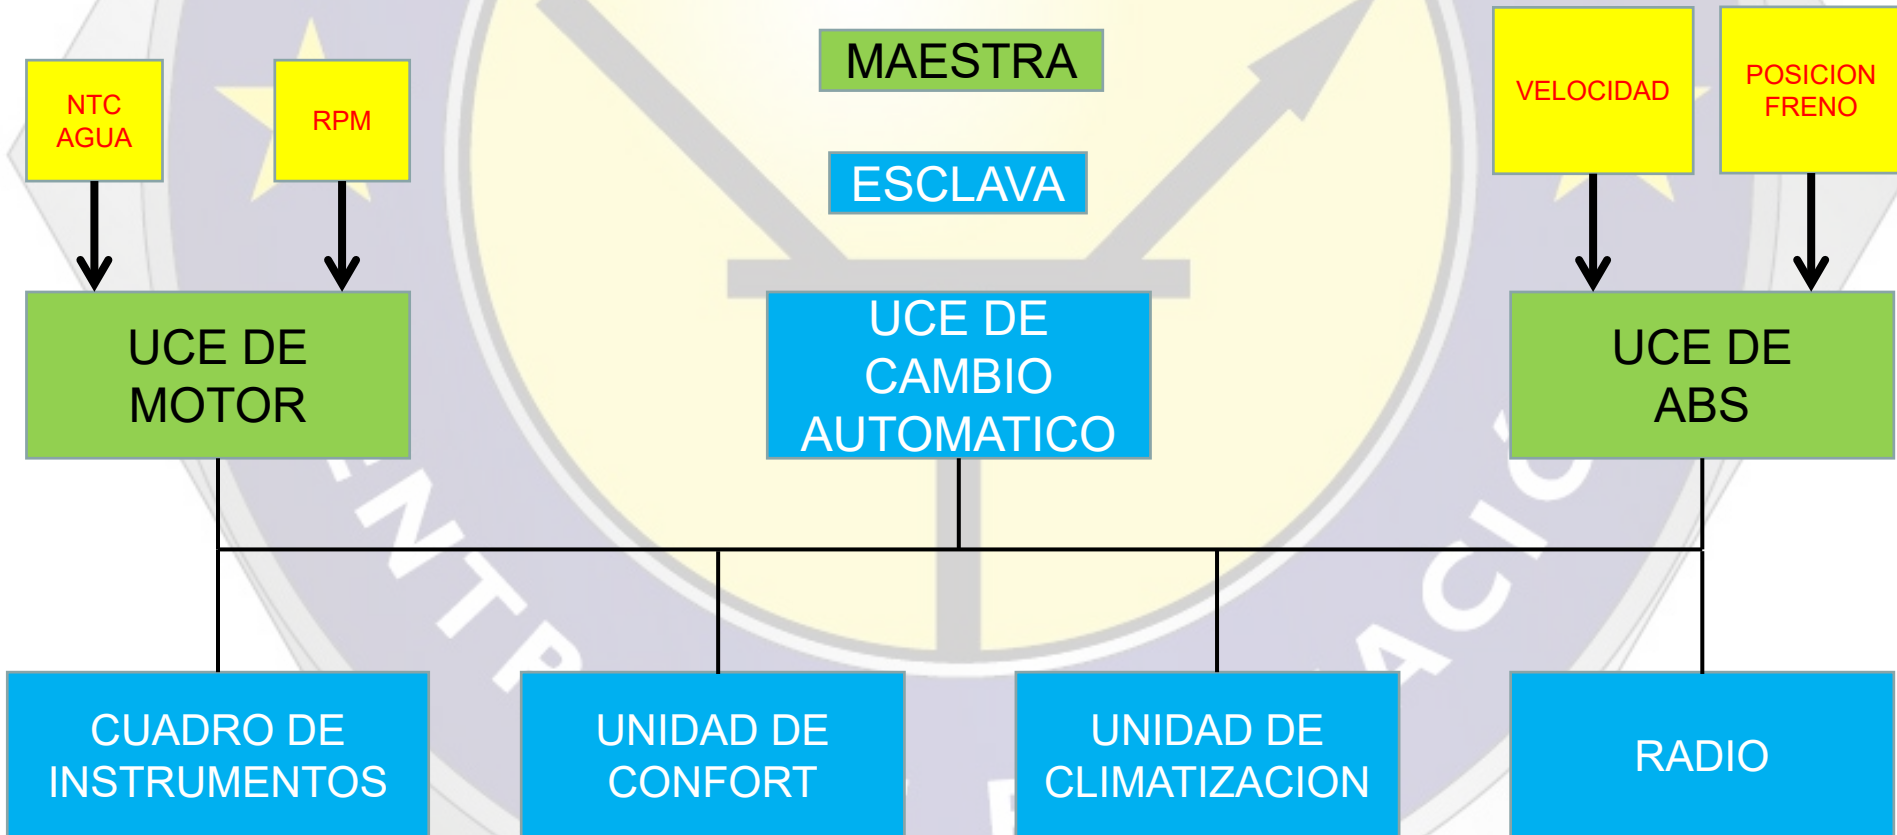 MAESTRA
NTC
AGUA
RPM
VELOCIDAD
POSICION
FRENO
ESCLAVA
UCE DE
MOTOR
UCE DE
CAMBIO
AUTOMATICO
UCE DE
ABS
CUADRO DE
INSTRUMENTOS
UNIDAD DE
CONFORT
UNIDAD DE
CLIMATIZACION
RADIO